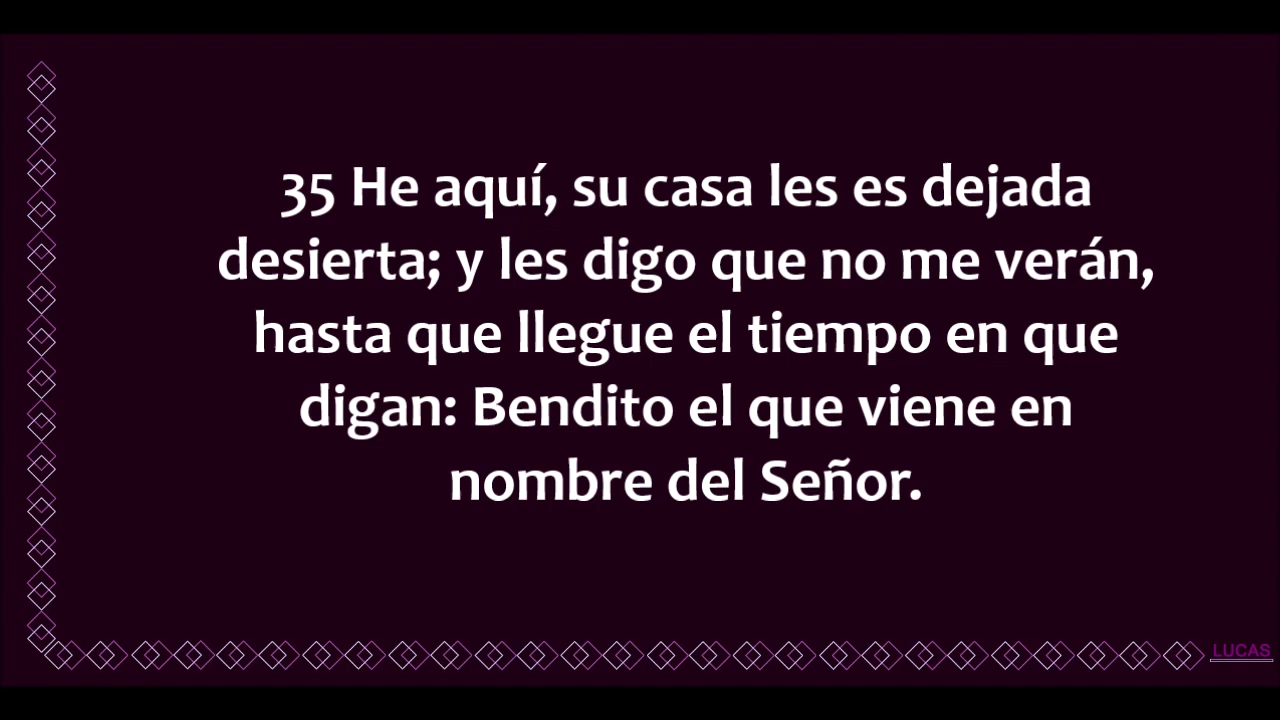 35 He aquí, su casa les es dejada
desierta; y les digo que no me verán,
hasta que llegue el tiempo en que
digan: Bendito el que viene en
nombre del Señor.
LUCAS